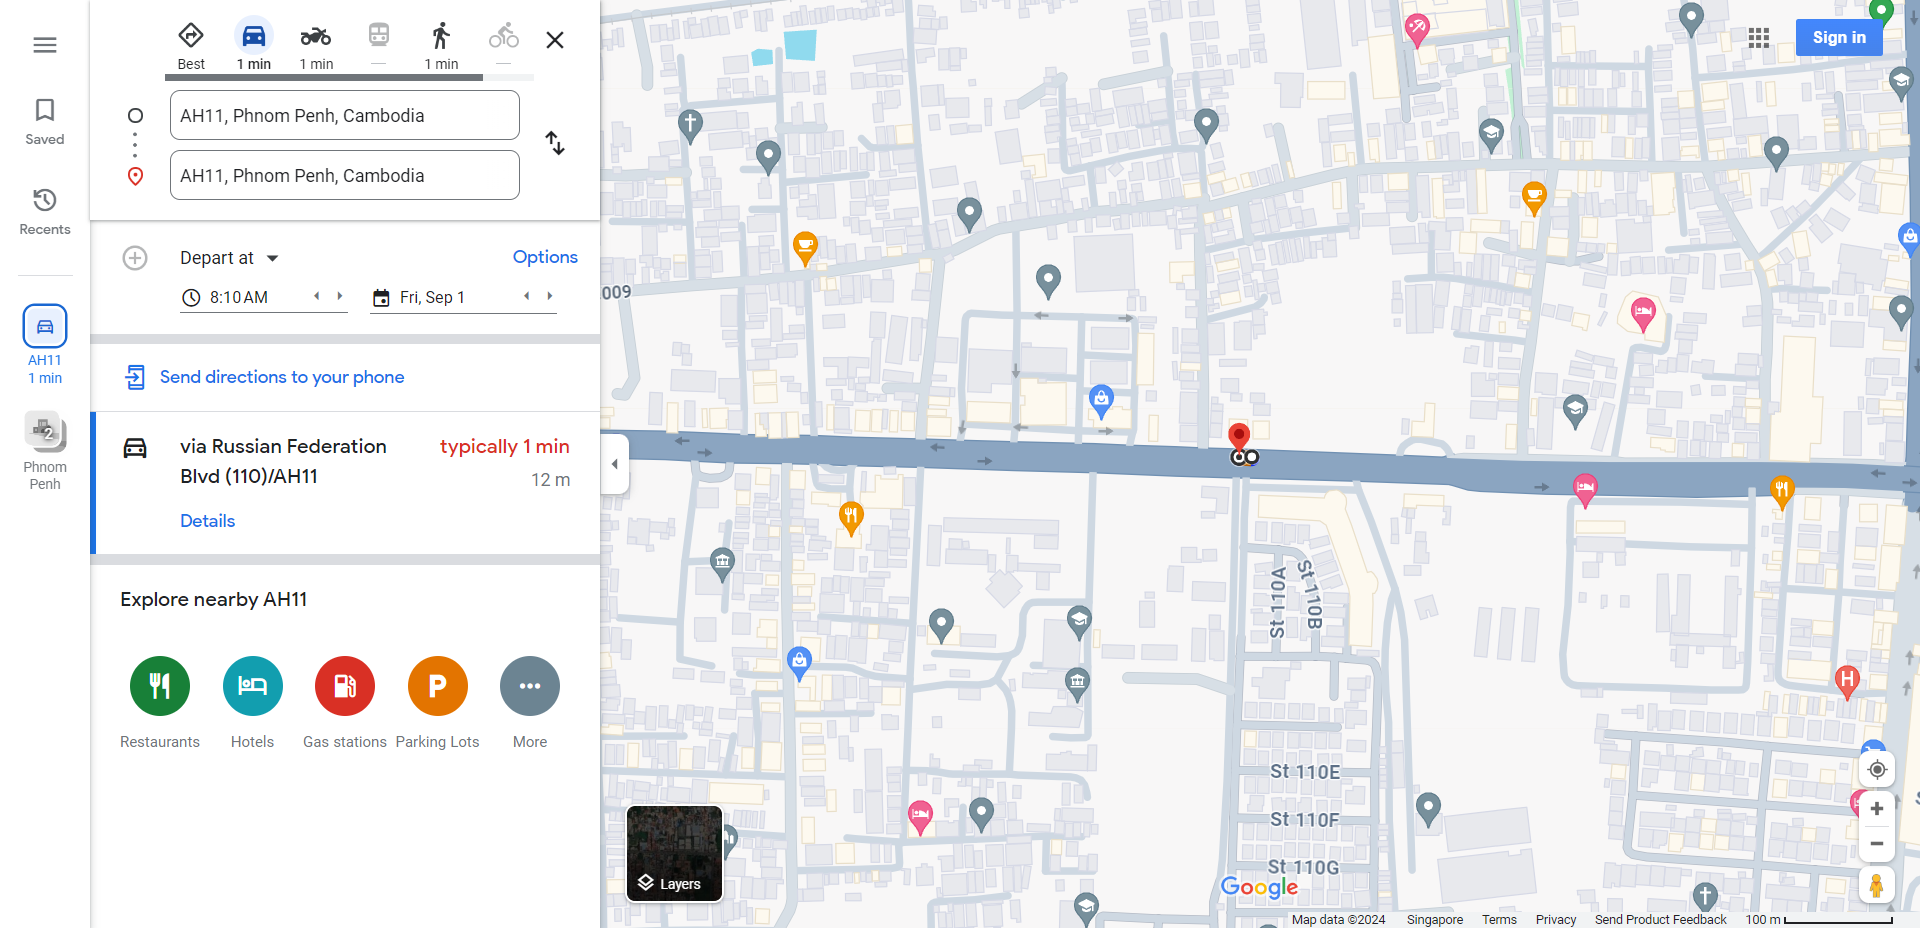 Best
1 min
1 min
—
1 min
—
AH11, Phnom Penh, Cambodia
AH11, Phnom Penh, Cambodia
Saved
Recents
AH11
1 min
2
Phnom
Penh
Depart at
Options
8:10 AM
Fri, Sep 1
Send directions to your phone
via Russian Federation
Blvd (110)/AH11
typically 1 min
12 m
Details
Explore nearby AH11
P
Restaurants
Hotels
Gas stations
Parking Lots
More
Sign in
009
St 110A
St 110B
H
St 110E
St 110F
St 110G
Layers
Google
Map data ©2024
Singapore
Terms
Privacy
Send Product Feedback
100 m